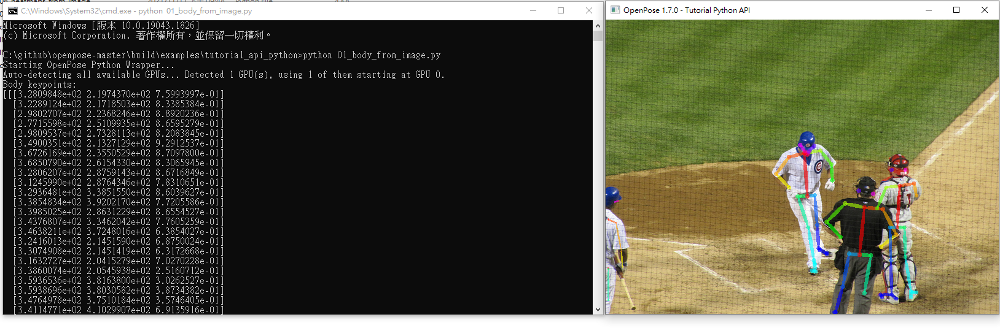 C:\Windows\System32\cmd.exe - python 01_body_from_image.py
Microsoft Windows [版本 10.0.19043.1826]
(c) Microsoft Corporation. 著作權所有,並保留一切權利。
C:\github\openpose-master\build\examples\tutorial_api_python>python 01_body_from_image.py
Starting OpenPose Python Wrapper...
Auto-detecting all available GPUs... Detected 1 GPU(s), using 1 of them starting at GPU 0.
Body keypoints:
[[[3.2809848e+02 2.1974370e+02 7.5993997e-01]
[3.2289124e+02 2.1718503e+02 8.3385384e-01]
[2.9802707e+02 2.2368246e+02 8.8920236e-01]
[2.7715598e+02 2.5109935e+02 8.6595279e-01]
[2.9809537e+02 2.7328113e+02 8.2083845e-01]
[3.4900351e+02 2.1327129e+02 9.2912537e-01]
[3.6726169e+02 2.3550529e+02 8.7097800e-01]
[3.6850790e+02 2.6154330e+02 8.3065945e-01]
[3.2806207e+02 2.8759143e+02 8.6716849e-01]
[3.1245990e+02 2.8764346e+02 7.8310651e-01]
[3.2936481e+02 3.3851550e+02 8.6039627e-01]
[3.3854834e+02 3.9202170e+02 7.7205586e-01]
[3.3985025e+02 2.8631229e+02 8.6554527e-01]
[3.4376807e+02 3.3462042e+02 7.7605259e-01]
[3.4638211e+02 3.7248016e+02 6.3854027e-01]
[3.2416013e+02 2.1451590e+02 6.8750024e-01]
[3.3074908e+02 2.1451419e+02 6.3172668e-01]
[3.1632727e+02 2.0415279e+02 7.0270228e-01]
[3.3860074e+02 2.0545938e+02 2.5160712e-01]
[3.5936536e+02 3.8163800e+02 3.0262527e-01]
[3.5938696e+02 3.8030582e+02 3.8734382e-01]
[3.4764978e+02 3.7510184e+02 3.5746405e-01]
[3.4114771e+02 4.1029907e+02 6.9135916e-01]
OpenPose 1.7.0 - Tutorial Python API
C